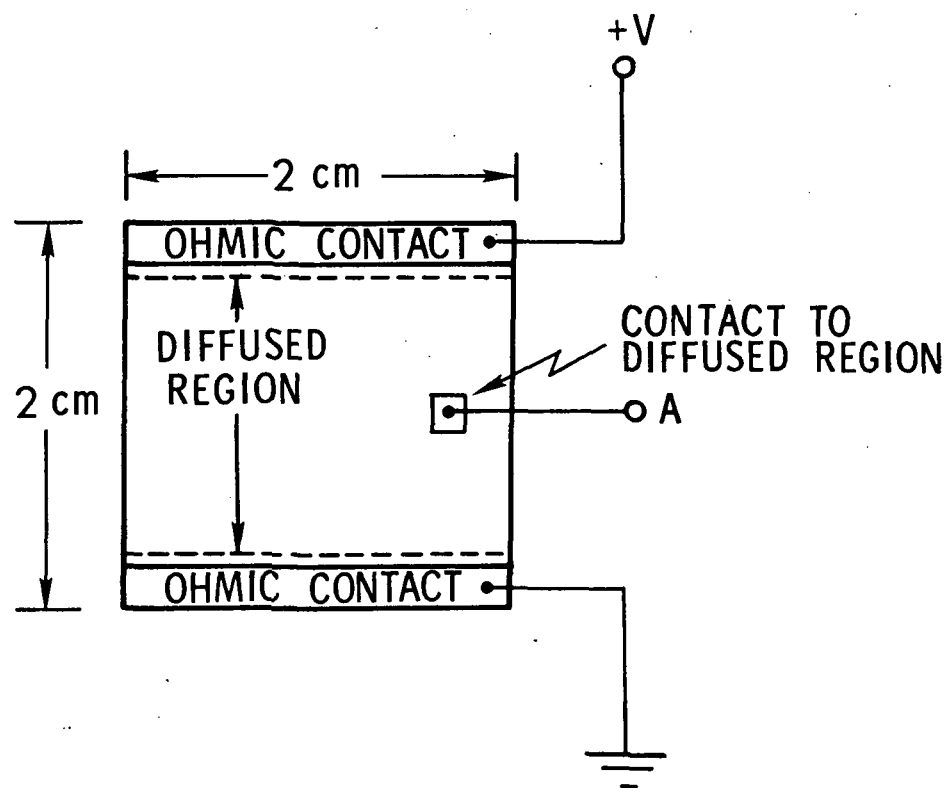 +V
2 cm
OHMIC CONTACT
DIFFUSED
REGION
CONTACT TO
DIFFUSED REGION
2 cm
A
OHMIC CONTACT